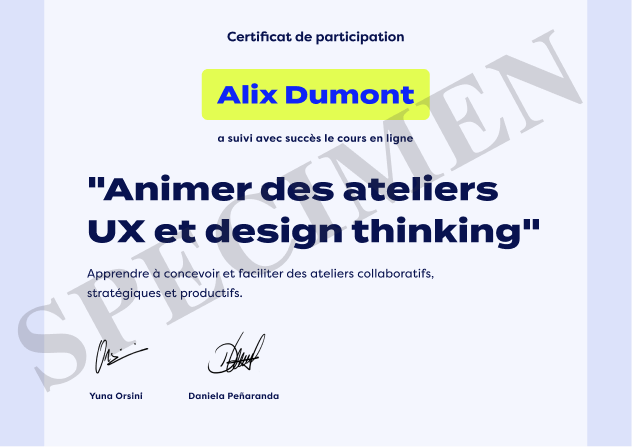 Certificat de participation
Alix Dumont
a suivi avec succès le cours en ligne
"Animer des ateliers
UX et design thinking"
Apprendre à concevoir et faciliter des ateliers collaboratifs,
stratégiques et productifs.
Yuna Orsini
Daniela Peñaranda
SPECIMEN